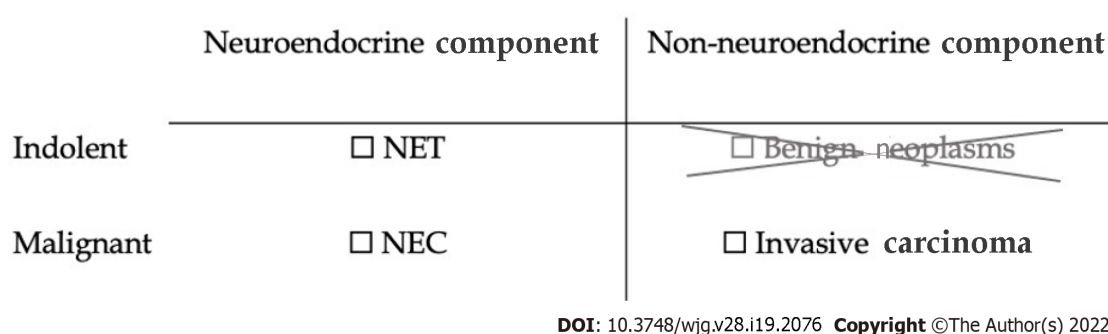 Neuroendocrine component Non-neuroendocrine component
Indolent ☐ NET ☐ Benign neoplasms
Malignant ☐ NEC ☐ Invasive carcinoma
DOI: 10.3748/wjg.v28.i19.2076 Copyright ©The Author(s) 2022